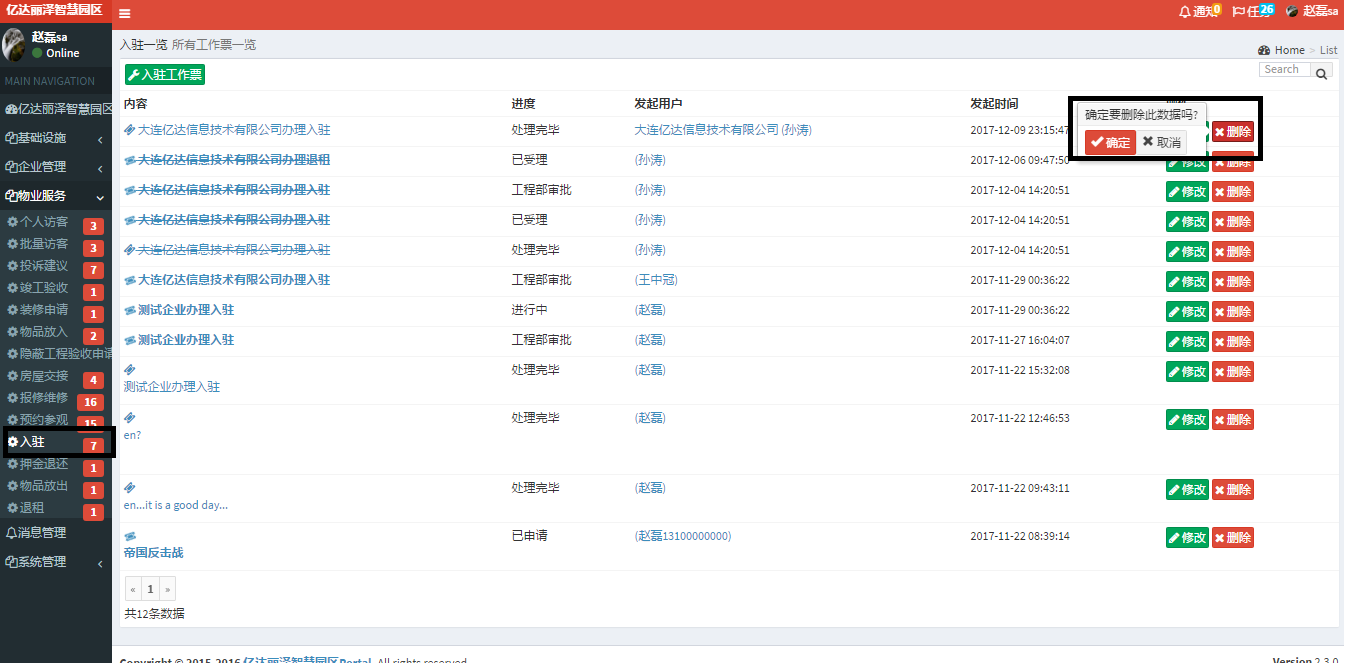 亿达丽泽智慧园区
通知 0
任务 26
赵磊sa
赵磊sa
Online
MAIN NAVIGATION
亿达丽泽智慧园区
基础设施
企业管理
物业服务
个人访客 3
批量访客 3
投诉建议 7
竣工验收 1
装修申请 1
物品放入 2
隐蔽工程验收申请
房屋交接 4
报修维修 16
预约参观 15
入驻 7
押金退还 1
物品放出 1
退租 1
消息管理
系统管理
入驻一览 所有工作票一览
Home > List
入驻工作票
Search
内容 进度 发起用户 发起时间
确定要删除此数据吗?
确定 取消
大连亿达信息技术有限公司办理入驻 处理完毕 大连亿达信息技术有限公司 (孙涛) 2017-12-09 23:15:47 删除
大连亿达信息技术有限公司办理退租 已受理 (孙涛) 2017-12-06 09:47:50 修改 删除
大连亿达信息技术有限公司办理入驻 工程部审批 (孙涛) 2017-12-04 14:20:51 修改 删除
大连亿达信息技术有限公司办理入驻 已受理 (孙涛) 2017-12-04 14:20:51 修改 删除
大连亿达信息技术有限公司办理入驻 处理完毕 (孙涛) 2017-12-04 14:20:51 修改 删除
大连亿达信息技术有限公司办理入驻 工程部审批 (王中冠) 2017-11-29 00:36:22 修改 删除
测试企业办理入驻 进行中 (赵磊) 2017-11-29 00:36:22 修改 删除
测试企业办理入驻 工程部审批 (赵磊) 2017-11-27 16:04:07 修改 删除
处理完毕 (赵磊) 2017-11-22 15:32:08 修改 删除
测试企业办理入驻
处理完毕 (赵磊) 2017-11-22 12:46:53 修改 删除
en?
处理完毕 (赵磊) 2017-11-22 09:43:11 修改 删除
en...it is a good day...
已申请 (赵磊13100000000) 2017-11-22 08:39:14 修改 删除
帝国反击战
« 1 »
共12条数据
Copyright © 2015-2016 亿达丽泽智慧园区Portal. All rights reserved.
Version 2.3.0